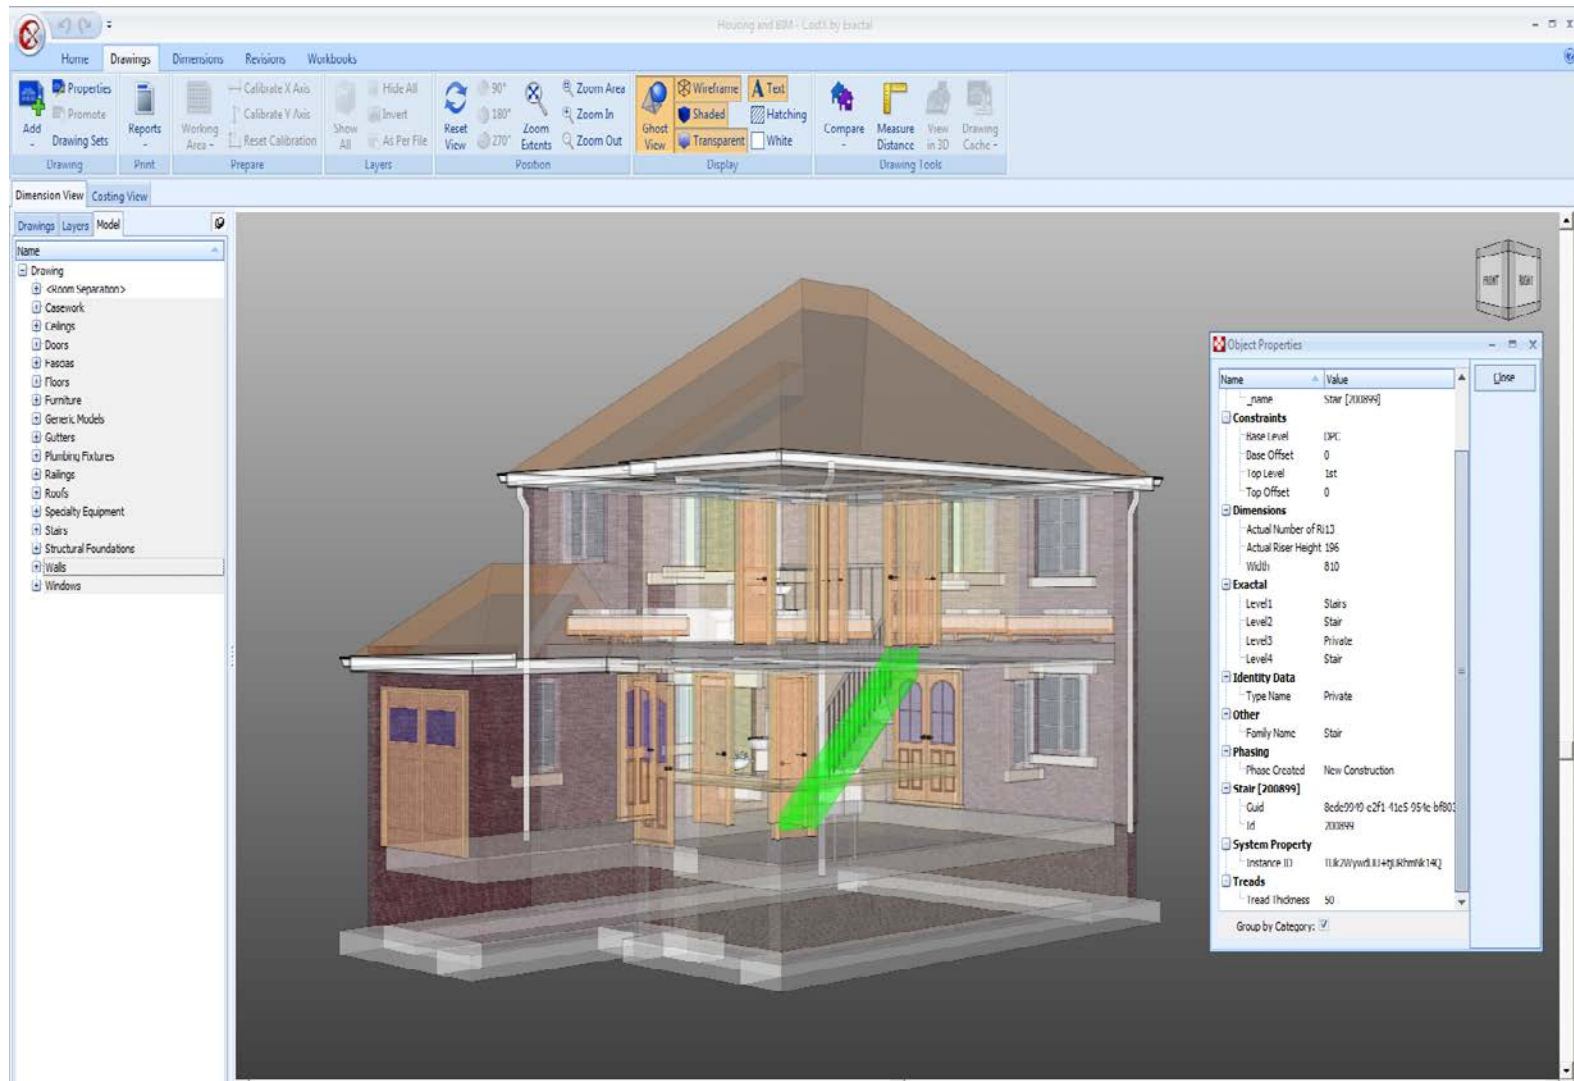 Housing and BIM - CostX by Exactal
Home Drawings Dimensions Revisions Workbooks
Properties
Promote
Add Drawing Sets
Drawing
Reports
Print
Calibrate X Axis
Calibrate Y Axis
Working Area
Reset Calibration
Prepare
Hide All
Invert
Show All As Per File
Layers
90°
180°
Reset View 270°
Zoom Extents
Zoom Area
Zoom In
Zoom Out
Position
Ghost View
Wireframe
Shaded
Transparent
Text
Hatching
White
Display
Compare
Measure Distance
View in 3D
Drawing Cache
Drawing Tools
Dimension View Costing View
Drawings Layers Model
Name
Drawing
<Room Separation>
Casework
Ceilings
Doors
Fascias
Floors
Furniture
Generic Models
Gutters
Plumbing Fixtures
Railings
Roofs
Specialty Equipment
Stairs
Structural Foundations
Walls
Windows
FRONT RIGHT
Object Properties
Close
Name Value
_name Stair [200899]
Constraints
Base Level DPC
Base Offset 0
Top Level 1st
Top Offset 0
Dimensions
Actual Number of Ri 13
Actual Riser Height 196
Width 810
Exactal
Level1 Stairs
Level2 Stair
Level3 Private
Level4 Stair
Identity Data
Type Name Private
Other
Family Name Stair
Phasing
Phase Created New Construction
Stair [200899]
Guid
Id 200899
System Property
Instance ID
Treads
Tread Thickness 50
Group by Category: